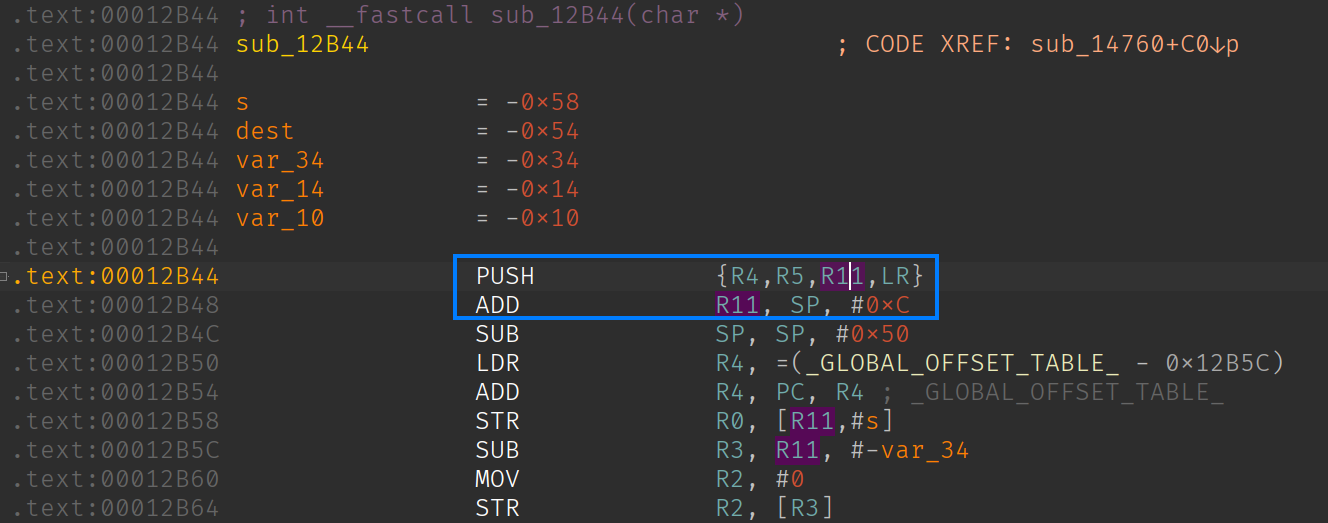 .text:00012B44 ; int __fastcall sub_12B44(char *)
.text:00012B44 sub_12B44 ; CODE XREF: sub_14760+C0↓p
.text:00012B44
.text:00012B44 s = -0x58
.text:00012B44 dest = -0x54
.text:00012B44 var_34 = -0x34
.text:00012B44 var_14 = -0x14
.text:00012B44 var_10 = -0x10
.text:00012B44
.text:00012B44 PUSH {R4,R5,R11,LR}
.text:00012B48 ADD R11, SP, #0xC
.text:00012B4C SUB SP, SP, #0x50
.text:00012B50 LDR R4, =(_GLOBAL_OFFSET_TABLE_ - 0x12B5C)
.text:00012B54 ADD R4, PC, R4 ; _GLOBAL_OFFSET_TABLE_
.text:00012B58 STR R0, [R11,#s]
.text:00012B5C SUB R3, R11, #-var_34
.text:00012B60 MOV R2, #0
.text:00012B64 STR R2, [R3]